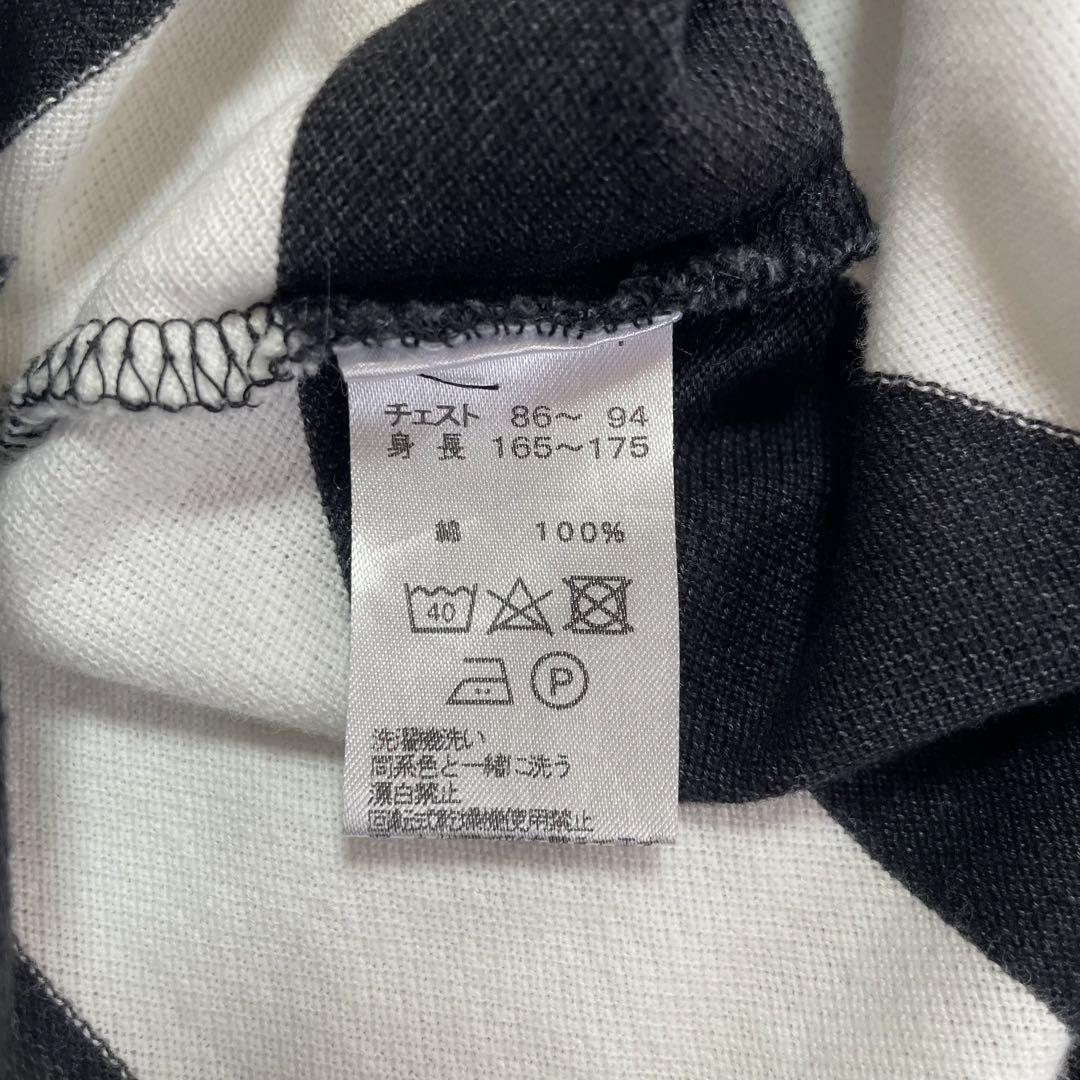 チェスト 86～ 94
身 長 165～175
綿 100%
40
P
洗濯機洗い
同系色と一緒に洗う
漂白禁止
回転式乾燥機使用禁止